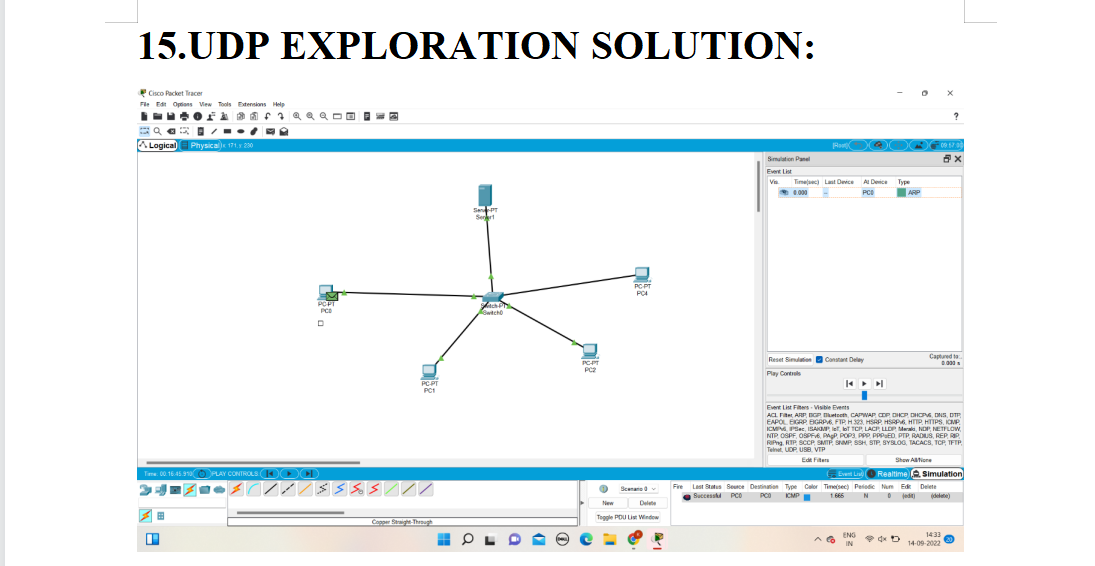 15.UDP EXPLORATION SOLUTION:
Cisco Packet Tracer
File Edit Options View Tools Extensions Help
?
Logical Physical x: 171, y: 230
[Root]
09:57:00
Simulation Panel
Event List
Vis. Time(sec) Last Device At Device Type
0.000 -- PC0 ARP
Server-PT
Server1
PC-PT
PC4
PC-PT
PC0
Switch-PT
Switch0
PC-PT
PC2
PC-PT
PC1
Reset Simulation Constant Delay
Captured to:
0.000 s
Play Controls
Event List Filters - Visible Events
ACL Filter, ARP, BGP, Bluetooth, CAPWAP, CDP, DHCP, DHCPv6, DNS, DTP,
EAPOL, EIGRP, EIGRPv6, FTP, H.323, HSRP, HSRPv6, HTTP, HTTPS, ICMP,
ICMPv6, IPSec, ISAKMP, IoT, IoT TCP, LACP, LLDP, Meraki, NDP, NETFLOW,
NTP, OSPF, OSPFv6, PAgP, POP3, PPP, PPPoED, PTP, RADIUS, REP, RIP,
RIPng, RTP, SCCP, SMTP, SNMP, SSH, STP, SYSLOG, TACACS, TCP, TFTP,
Telnet, UDP, USB, VTP
Edit Filters Show All/None
Time: 00:16:45.913 PLAY CONTROLS:
Event List Realtime Simulation
Scenario 0
New Delete
Toggle PDU List Window
Fire Last Status Source Destination Type Color Time(sec) Periodic Num Edit Delete
Successful PC0 PC0 ICMP 1.665 N 0 (edit) (delete)
Copper Straight-Through
DELL
ENG
IN
14:33
14-09-2022
20